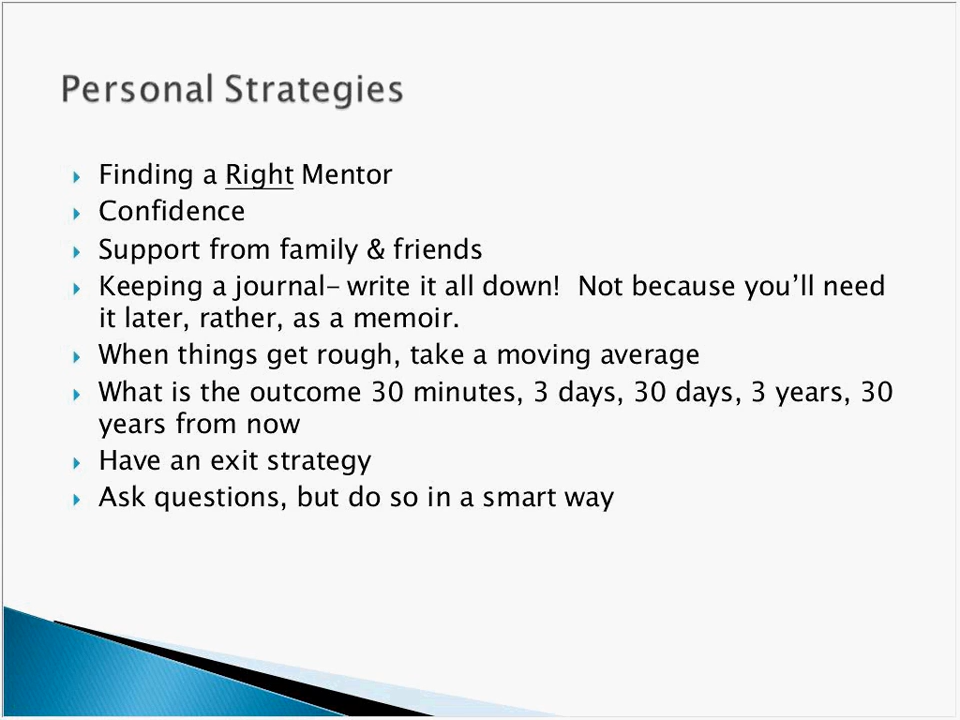 Personal Strategies
Finding a Right Mentor
Confidence
Support from family & friends
Keeping a journal- write it all down!  Not because you’ll need
it later, rather, as a memoir.
When things get rough, take a moving average
What is the outcome 30 minutes, 3 days, 30 days, 3 years, 30
years from now
Have an exit strategy
Ask questions, but do so in a smart way